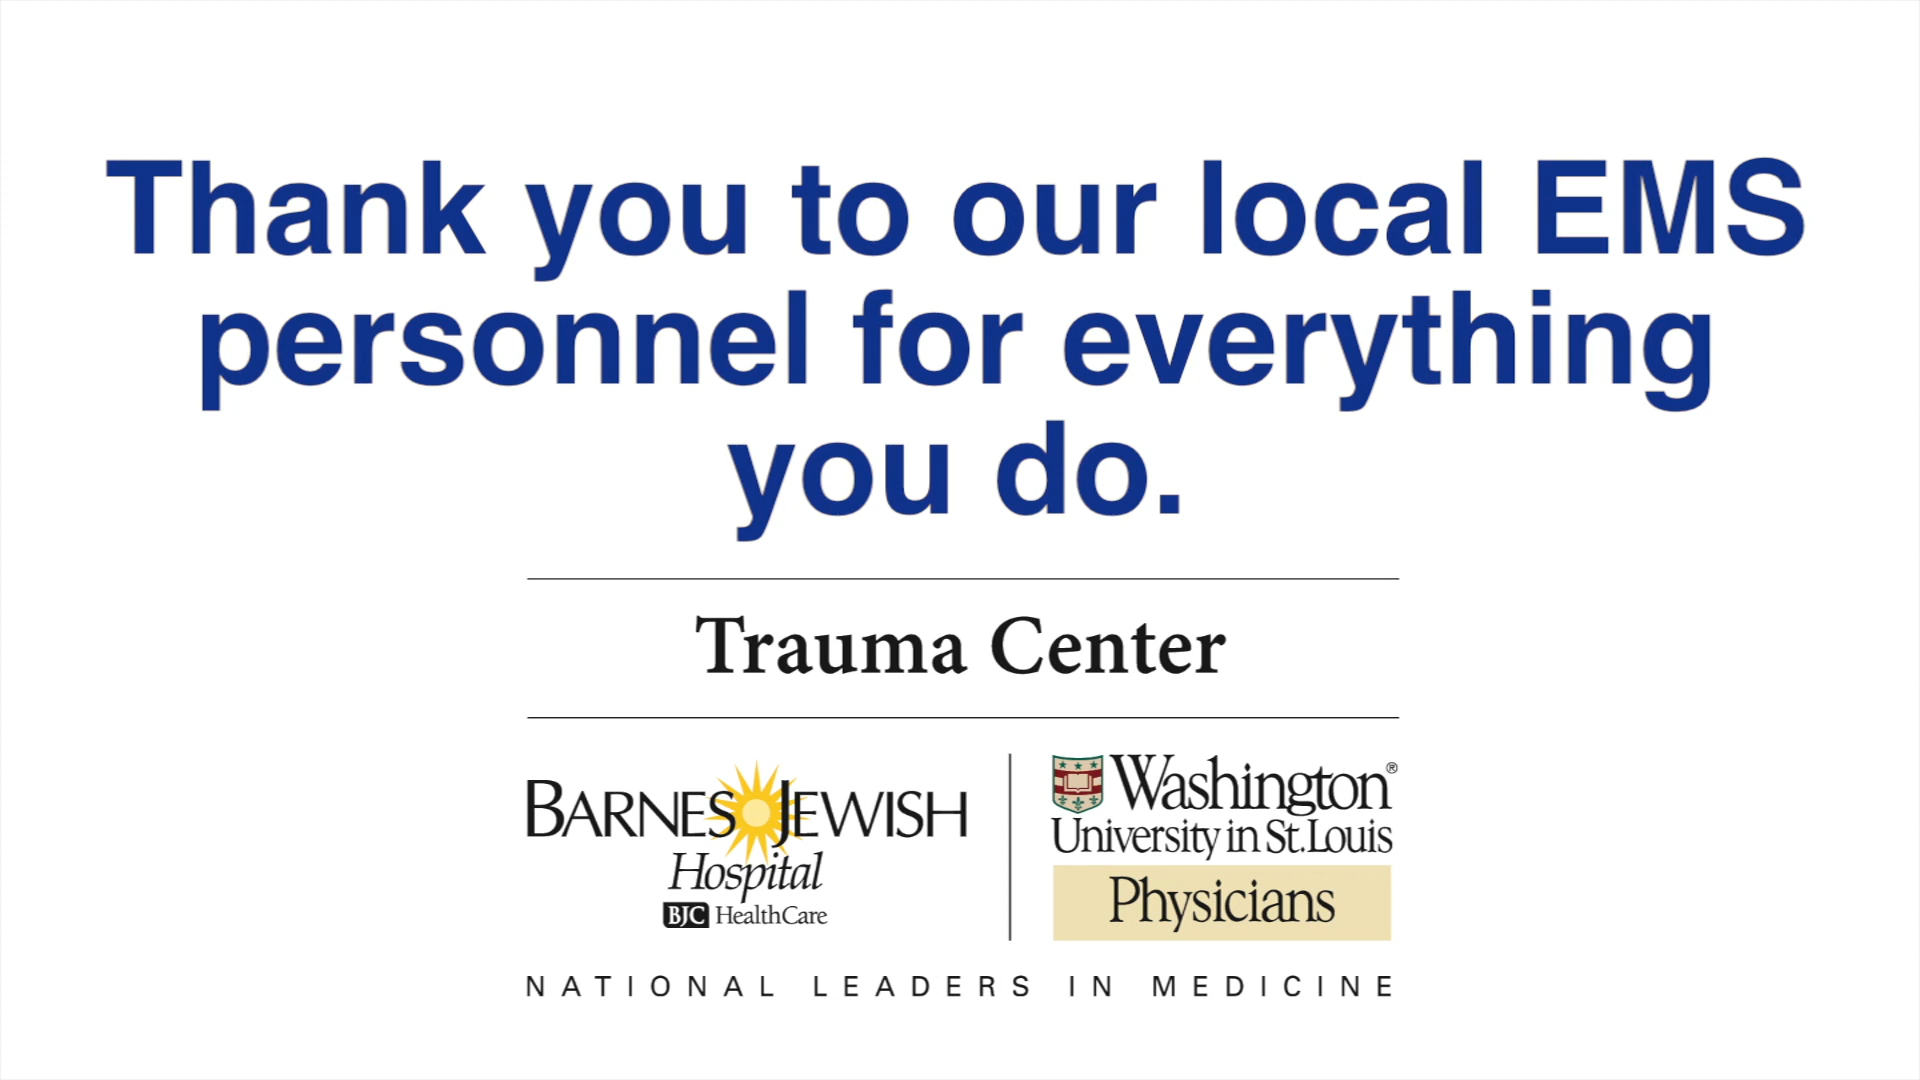 Thank you to our local EMS
personnel for everything
you do.
Trauma Center
BARNES JEWISH
Hospital
BJC HealthCare
Washington®
University in St. Louis
Physicians
NATIONAL LEADERS IN MEDICINE